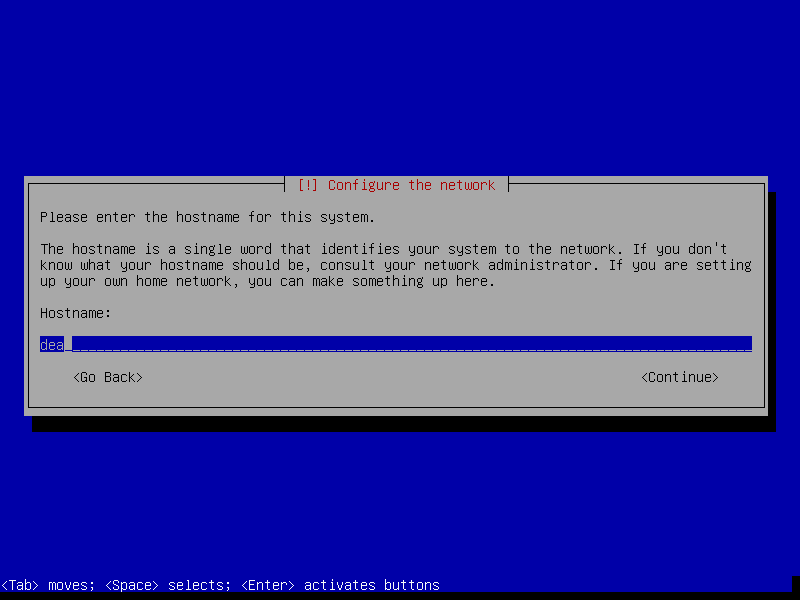 [!] Configure the network
Please enter the hostname for this system.
The hostname is a single word that identifies your system to the network. If you don't
know what your hostname should be, consult your network administrator. If you are setting
up your own home network, you can make something up here.
Hostname:
dea
<Go Back> <Continue>
<Tab> moves; <Space> selects; <Enter> activates buttons